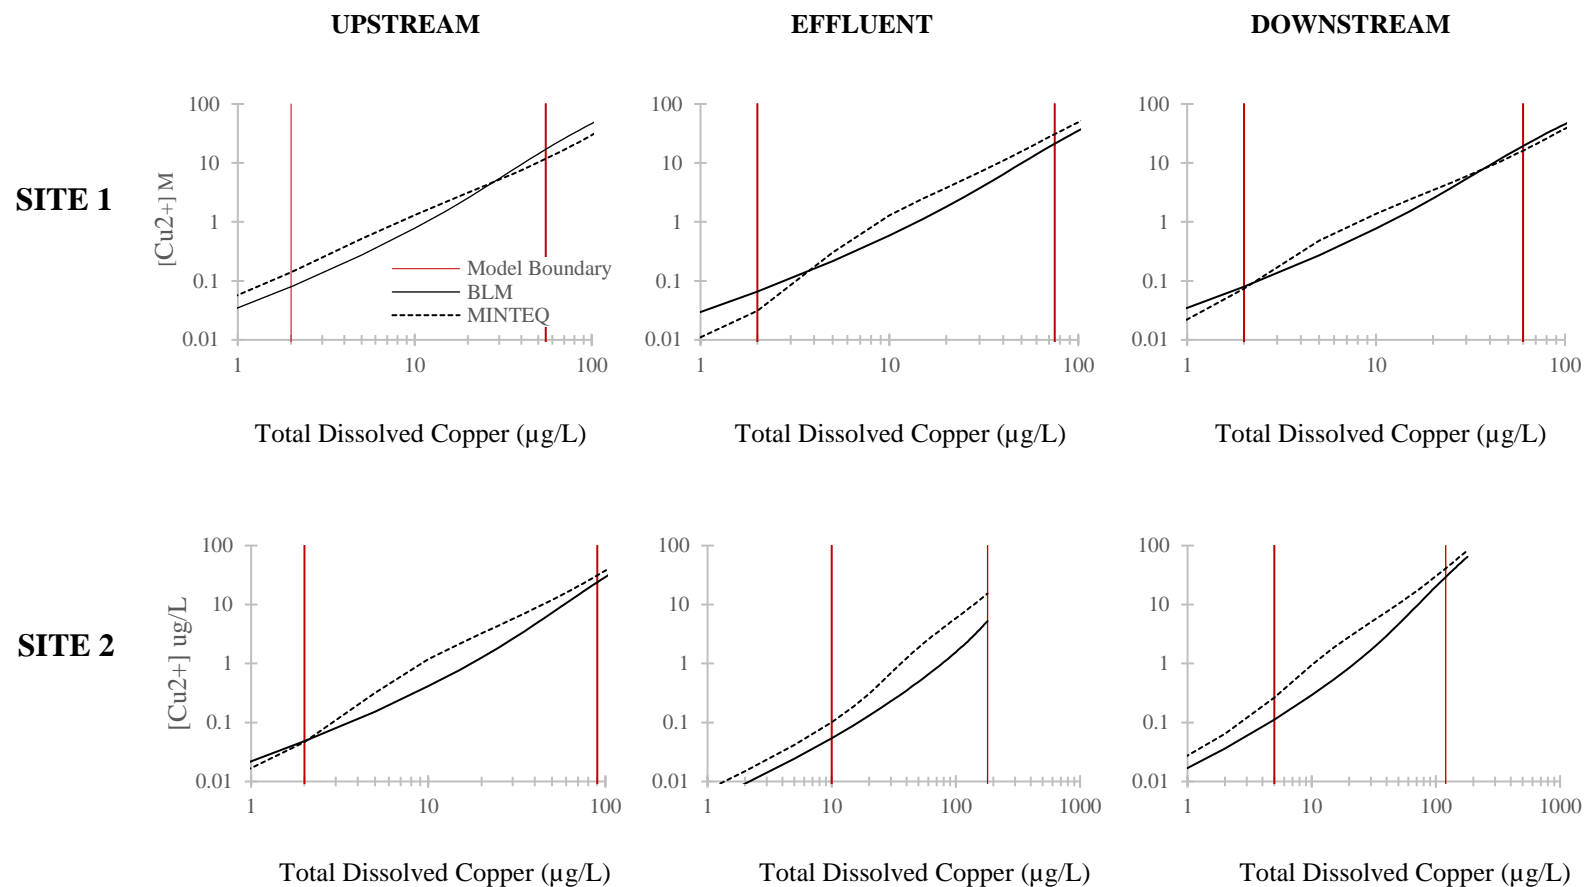 UPSTREAM EFFLUENT DOWNSTREAM
SITE 1
[Cu2+] M
100
10
1
0.1
0.01
1 10 100
Model Boundary
BLM
MINTEQ
Total Dissolved Copper (µg/L)
100
10
1
0.1
0.01
1 10 100
Total Dissolved Copper (µg/L)
100
10
1
0.1
0.01
1 10 100
Total Dissolved Copper (µg/L)
SITE 2
[Cu2+] ug/L
100
10
1
0.1
0.01
1 10 100
Total Dissolved Copper (µg/L)
100
10
1
0.1
0.01
1 10 100 1000
Total Dissolved Copper (µg/L)
100
10
1
0.1
0.01
1 10 100 1000
Total Dissolved Copper (µg/L)